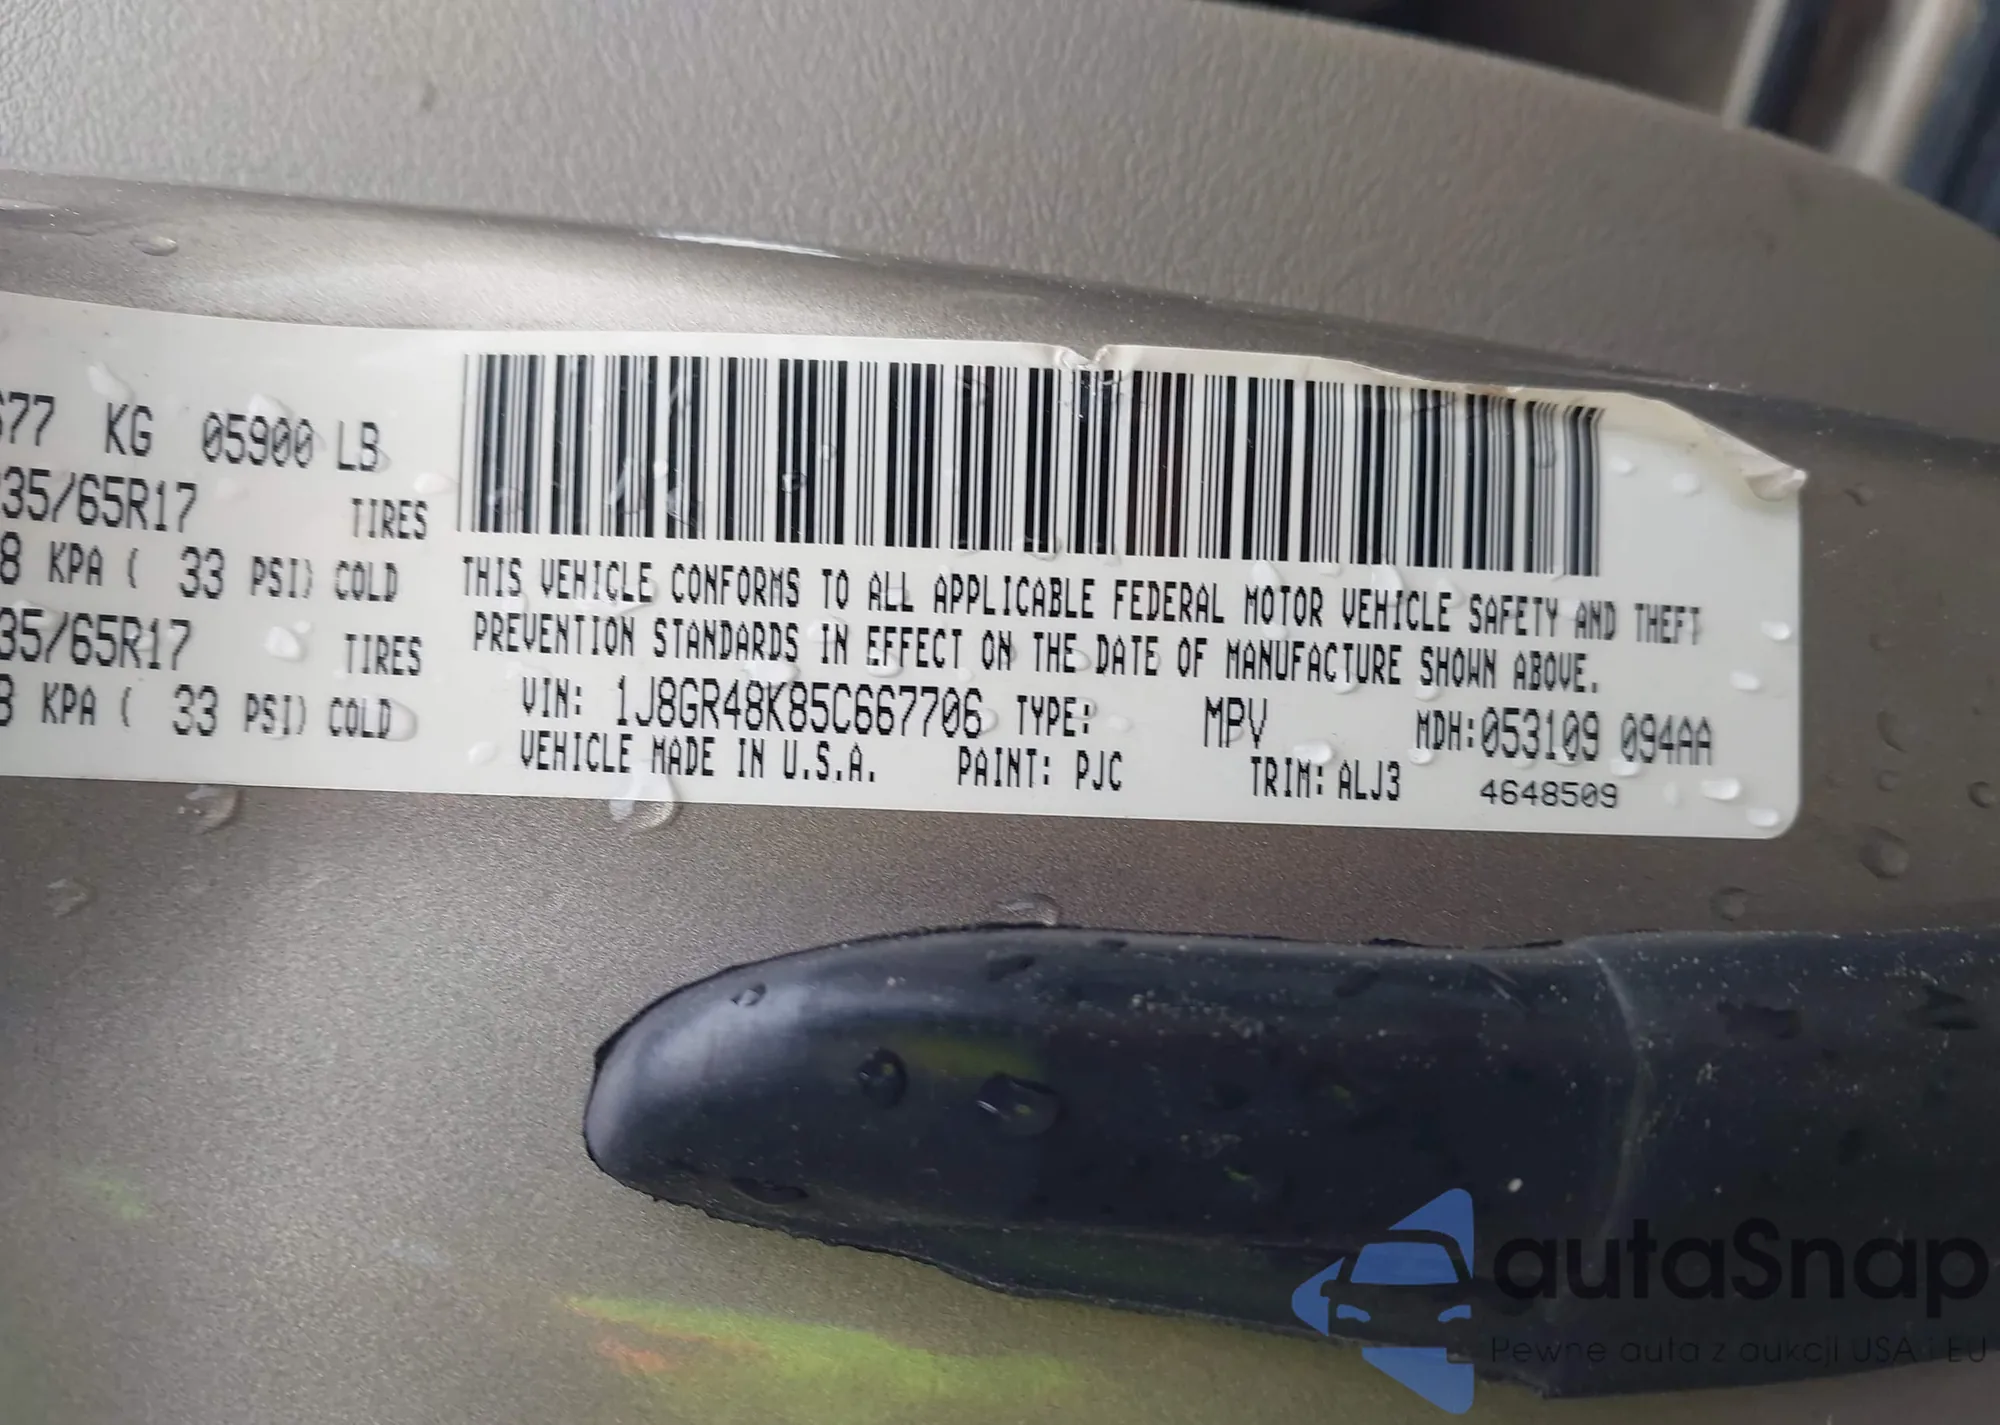 677 KG 05900 LB
235/65R17 TIRES
8 KPA ( 33 PSI) COLD
35/65R17 TIRES
8 KPA ( 33 PSI) COLD
THIS VEHICLE CONFORMS TO ALL APPLICABLE FEDERAL MOTOR VEHICLE SAFETY AND THEFT
PREVENTION STANDARDS IN EFFECT ON THE DATE OF MANUFACTURE SHOWN ABOVE.
VIN: 1J8GR48K85C667706 TYPE: MPV MDH:053109 094AA
VEHICLE MADE IN U.S.A. PAINT: PJC TRIM: ALJ3 4648509
autaSnap
Pewne auta z aukcji USA i EU